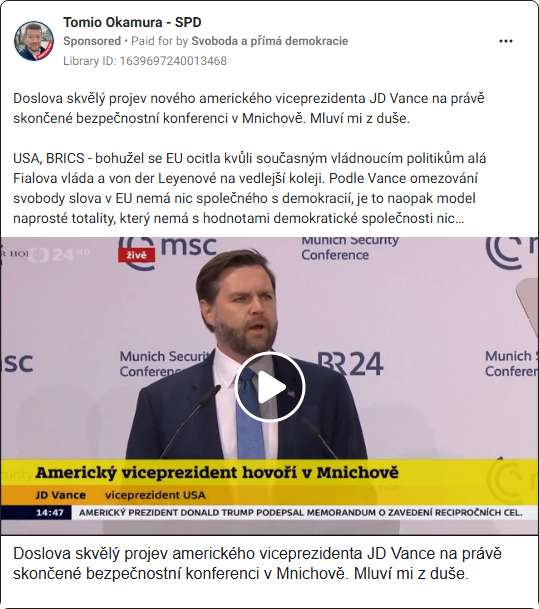 Tomio Okamura - SPD
Sponsored • Paid for by Svoboda a přímá demokracie
Library ID: 1639697240013468
Doslova skvělý projev nového amerického viceprezidenta JD Vance na právě
skončené bezpečnostní konferenci v Mnichově. Mluví mi z duše.
USA, BRICS - bohužel se EU ocitla kvůli současným vládnoucím politikům alá
Fialova vláda a von der Leyenové na vedlejší koleji. Podle Vance omezování
svobody slova v EU nemá nic společného s demokracií, je to naopak model
naprosté totality, který nemá s hodnotami demokratické společnosti nic...
24 HD
živě
msc
Munich Security
Conference
sc
Munich Security
Conference
BR24
Munich
Confere
Americký viceprezident hovoří v Mnichově
JD Vance viceprezident USA
14:47 AMERICKÝ PREZIDENT DONALD TRUMP PODEPSAL MEMORANDUM O ZAVEDENÍ RECIPROČNÍCH CEL.
Doslova skvělý projev amerického viceprezidenta JD Vance na právě
skončené bezpečnostní konferenci v Mnichově. Mluví mi z duše.